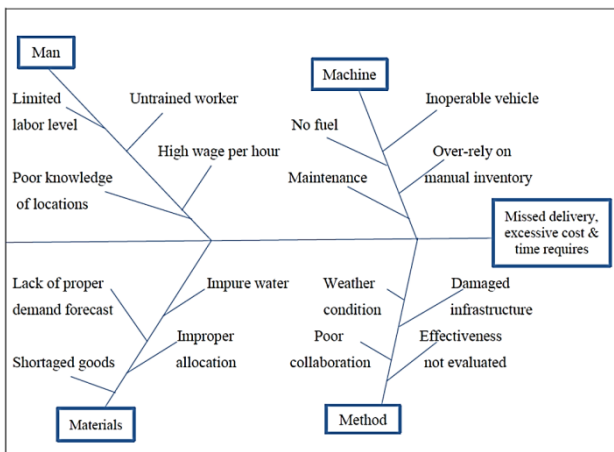 Man
Limited
labor level
Untrained worker
Poor knowledge
of locations
High wage per hour
Machine
Inoperable vehicle
No fuel
Over-rely on
manual inventory
Maintenance
Missed delivery,
excessive cost &
time requires
Lack of proper
demand forecast
Impure water
Shortaged goods
Improper
allocation
Materials
Weather
condition
Damaged
infrastructure
Poor
collaboration
Effectiveness
not evaluated
Method